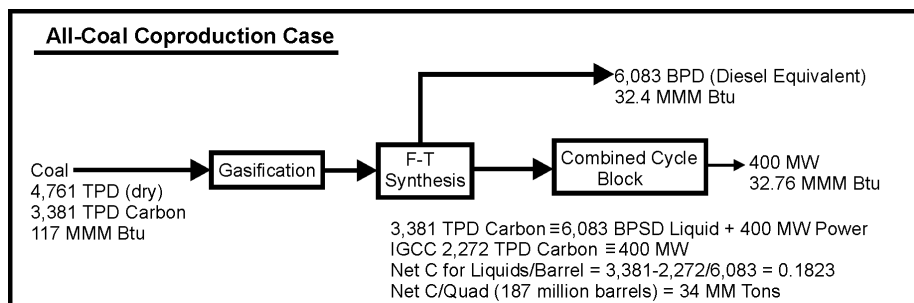 All-Coal Coproduction Case
6,083 BPD (Diesel Equivalent)
32.4 MMM Btu
Coal
4,761 TPD (dry)
3,381 TPD Carbon
117 MMM Btu
Gasification
F-T
Synthesis
Combined Cycle
Block
400 MW
32.76 MMM Btu
3,381 TPD Carbon ≡6,083 BPSD Liquid + 400 MW Power
IGCC 2,272 TPD Carbon ≡400 MW
Net C for Liquids/Barrel = 3,381-2,272/6,083 = 0.1823
Net C/Quad (187 million barrels) = 34 MM Tons